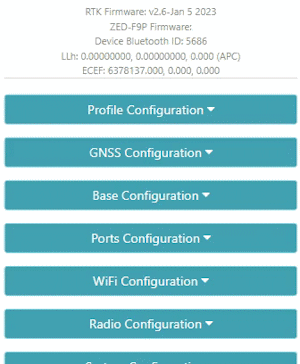 RTK Firmware: v2.6-Jan 5 2023
ZED-F9P Firmware:
Device Bluetooth ID: 5686
LLh: 0.00000000, 0.00000000, 0.000 (APC)
ECEF: 6378137.000, 0.000, 0.000
Profile Configuration
GNSS Configuration
Base Configuration
Ports Configuration
WiFi Configuration
Radio Configuration